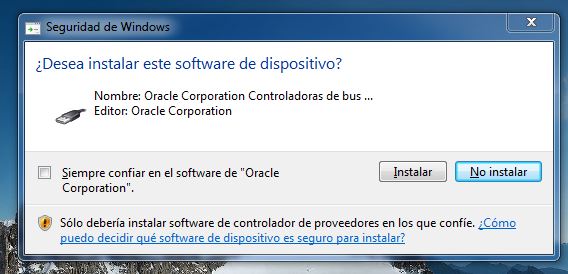 Seguridad de Windows
¿Desea instalar este software de dispositivo?
Nombre: Oracle Corporation Controladoras de bus ...
Editor: Oracle Corporation
Siempre confiar en el software de "Oracle
Corporation".
Instalar
No instalar
Sólo debería instalar software de controlador de proveedores en los que confíe. ¿Cómo
puedo decidir qué software de dispositivo es seguro para instalar?